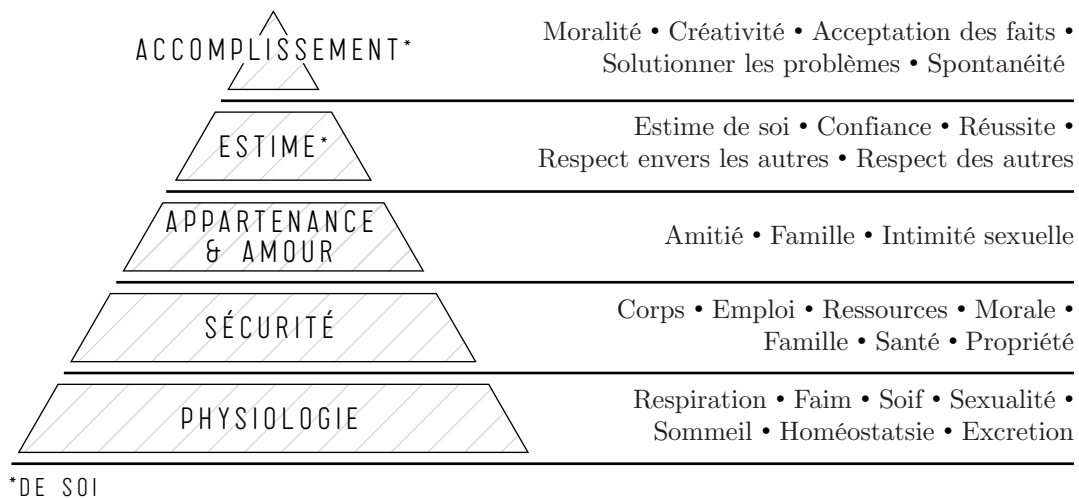 ACCOMPLISSEMENT*
Moralité • Créativité • Acceptation des faits •
Solutionner les problèmes • Spontanéité
ESTIME*
Estime de soi • Confiance • Réussite •
Respect envers les autres • Respect des autres
APPARTENANCE
& AMOUR
Amitié • Famille • Intimité sexuelle
SÉCURITÉ
Corps • Emploi • Ressources • Morale •
Famille • Santé • Propriété
PHYSIOLOGIE
Respiration • Faim • Soif • Sexualité •
Sommeil • Homéostatsie • Excretion
*DE SOI